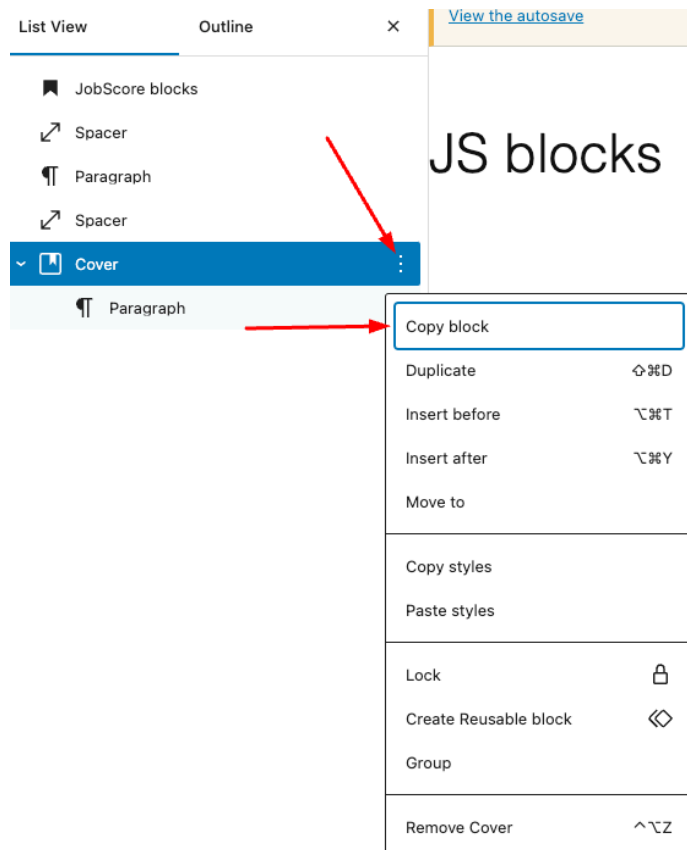 List View Outline ×
View the autosave
JobScore blocks
Spacer
JS blocks
Paragraph
Spacer
Cover
Paragraph
Copy block
Duplicate ⇧⌘D
Insert before ⌥⌘T
Insert after ⌥⌘Y
Move to
Copy styles
Paste styles
Lock
Create Reusable block
Group
Remove Cover ^⌥Z